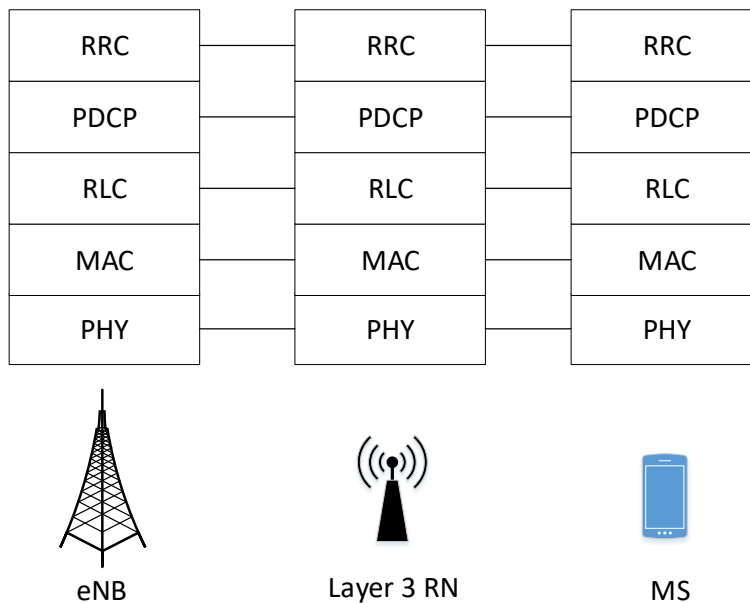 RRC RRC RRC
PDCP PDCP PDCP
RLC RLC RLC
MAC MAC MAC
PHY PHY PHY
eNB Layer 3 RN MS